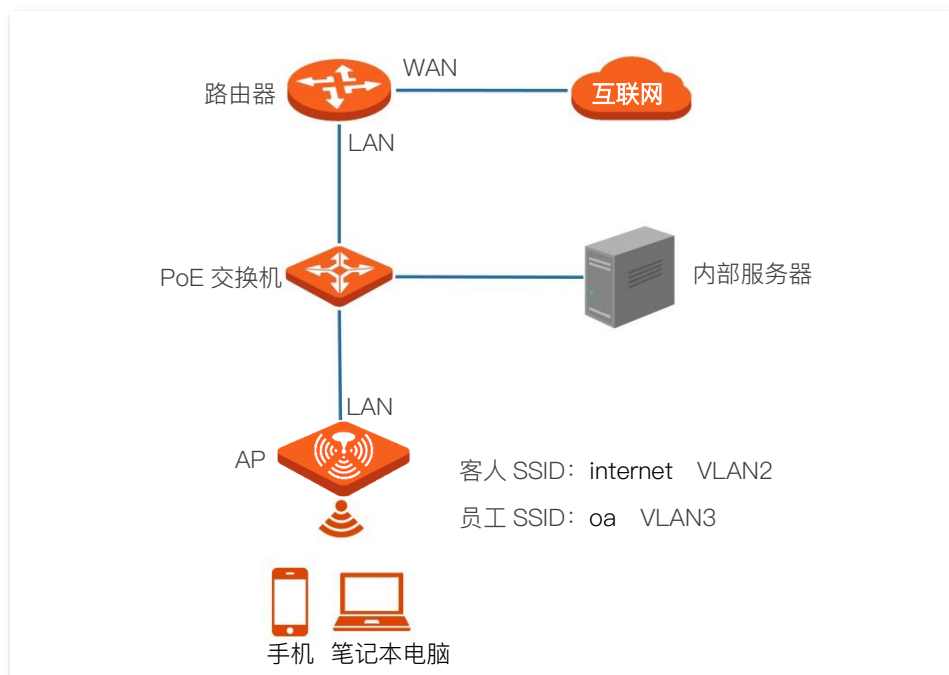 WAN
路由器
互联网
LAN
PoE 交换机
内部服务器
LAN
AP
客人 SSID：internet VLAN2
员工 SSID：oa VLAN3
手机 笔记本电脑